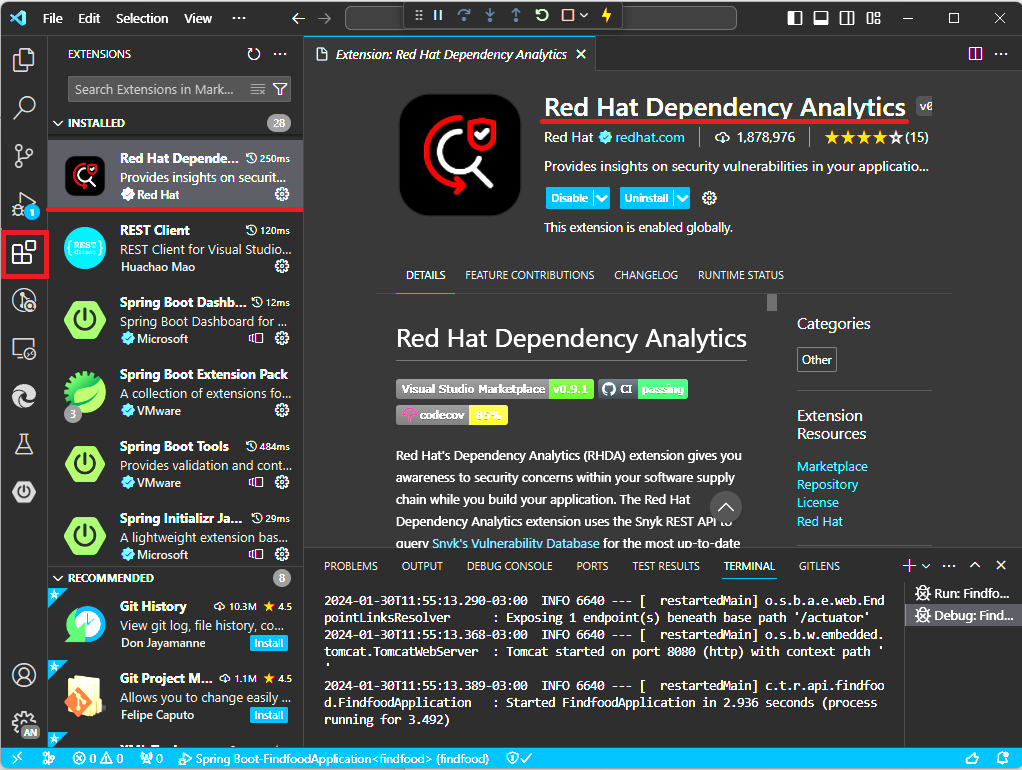 File Edit Selection View ···
EXTENSIONS
Search Extensions in Mark...
INSTALLED 28
Red Hat Depende... 250ms
Provides insights on securit...
Red Hat
REST Client 120ms
REST Client for Visual Studio...
Huachao Mao
Spring Boot Dashb... 12ms
Spring Boot Dashboard for ...
Microsoft
Spring Boot Extension Pack
A collection of extensions fo...
VMware
3
Spring Boot Tools 484ms
Provides validation and cont...
VMware
Spring Initializr Ja... 29ms
A lightweight extension bas...
Microsoft
RECOMMENDED 8
Git History 10.3M 4.5
View git log, file history, co...
Don Jayamanne Install
Git Project M... 1.1M 4.5
Allows you to change easily ...
Felipe Caputo Install
1
REST
Client
AN
Extension: Red Hat Dependency Analytics
Red Hat Dependency Analytics v0
Red Hat redhat.com 1,878,976 (15)
Provides insights on security vulnerabilities in your applicatio...
Disable Uninstall
This extension is enabled globally.
DETAILS FEATURE CONTRIBUTIONS CHANGELOG RUNTIME STATUS
Red Hat Dependency Analytics
Visual Studio Marketplace v0.9.1 CI passing
codecov 85%
Red Hat's Dependency Analytics (RHDA) extension gives you
awareness to security concerns within your software supply
chain while you build your application. The Red Hat
Dependency Analytics extension uses the Snyk REST API to
query Snyk's Vulnerability Database for the most up-to-date
Categories
Other
Extension
Resources
Marketplace
Repository
License
Red Hat
PROBLEMS OUTPUT DEBUG CONSOLE PORTS TEST RESULTS TERMINAL GITLENS
2024-01-30T11:55:13.290-03:00 INFO 6640 --- [ restartedMain] o.s.b.a.e.web.End
pointLinksResolver : Exposing 1 endpoint(s) beneath base path '/actuator'
2024-01-30T11:55:13.368-03:00 INFO 6640 --- [ restartedMain] o.s.b.w.embedded.
tomcat.TomcatWebServer : Tomcat started on port 8080 (http) with context path '
'
2024-01-30T11:55:13.389-03:00 INFO 6640 --- [ restartedMain] c.t.r.api.findfoo
d.FindfoodApplication : Started FindfoodApplication in 2.936 seconds (process
running for 3.492)
Run: Findfo...
Debug: Find...
0 0 0 Spring Boot-FindfoodApplication<findfood> (findfood)